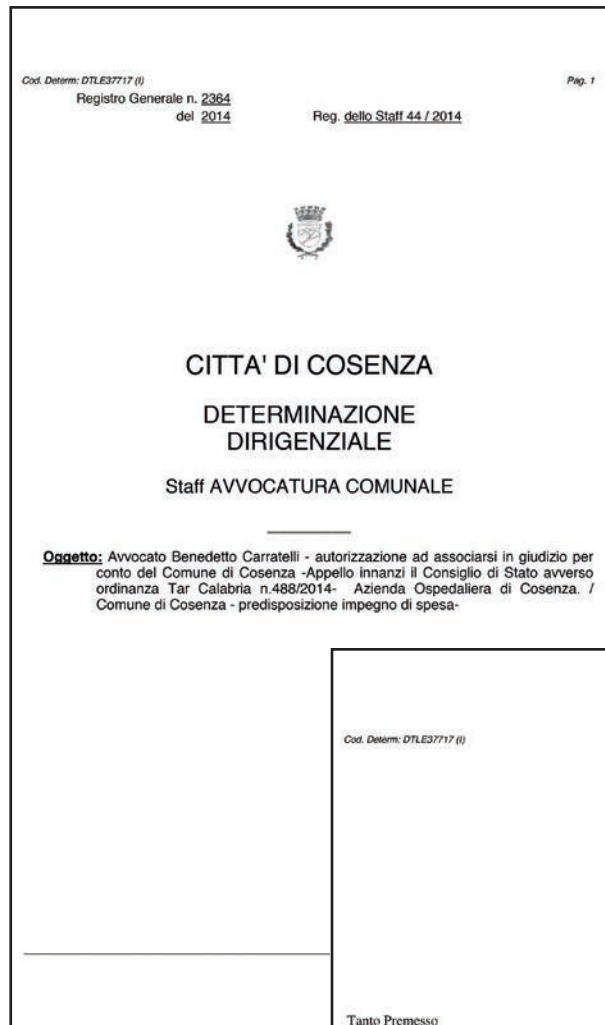 Cod. Determ: DTLE37717 (I) Pag. 1
Registro Generale n. 2364
del 2014 Reg. dello Staff 44 / 2014
CITTA' DI COSENZA
DETERMINAZIONE
DIRIGENZIALE
Staff AVVOCATURA COMUNALE
Oggetto: Avvocato Benedetto Carratelli - autorizzazione ad associarsi in giudizio per
conto del Comune di Cosenza -Appello innanzi il Consiglio di Stato avverso
ordinanza Tar Calabria n.488/2014- Azienda Ospedaliera di Cosenza. /
Comune di Cosenza - predisposizione impegno di spesa-
Cod. Determ: DTLE37717 (I)
Tanto Premesso